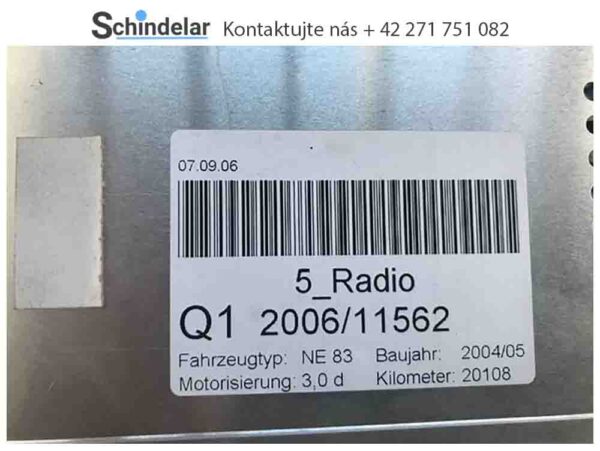 Schindelar Kontaktujte nás + 42 271 751 082
07.09.06
5_Radio
Q1 2006/11562
Fahrzeugtyp: NE 83 Baujahr: 2004/05
Motorisierung: 3,0 d Kilometer: 20108